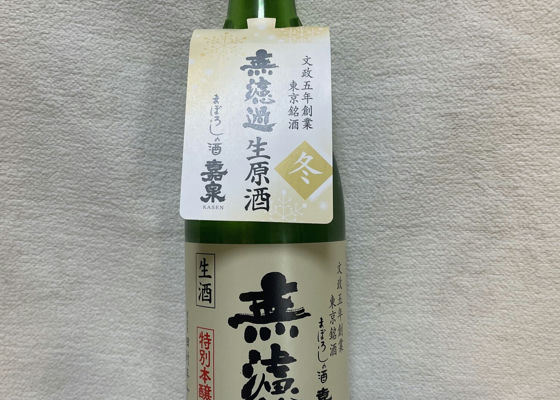 文政五年創業
東京銘酒
無濾過
生原酒
まぼろしの酒
嘉泉
KASEN
冬
文政五年創業
東京銘酒
まぼろしの酒
嘉
無濾
生酒
特別本醸